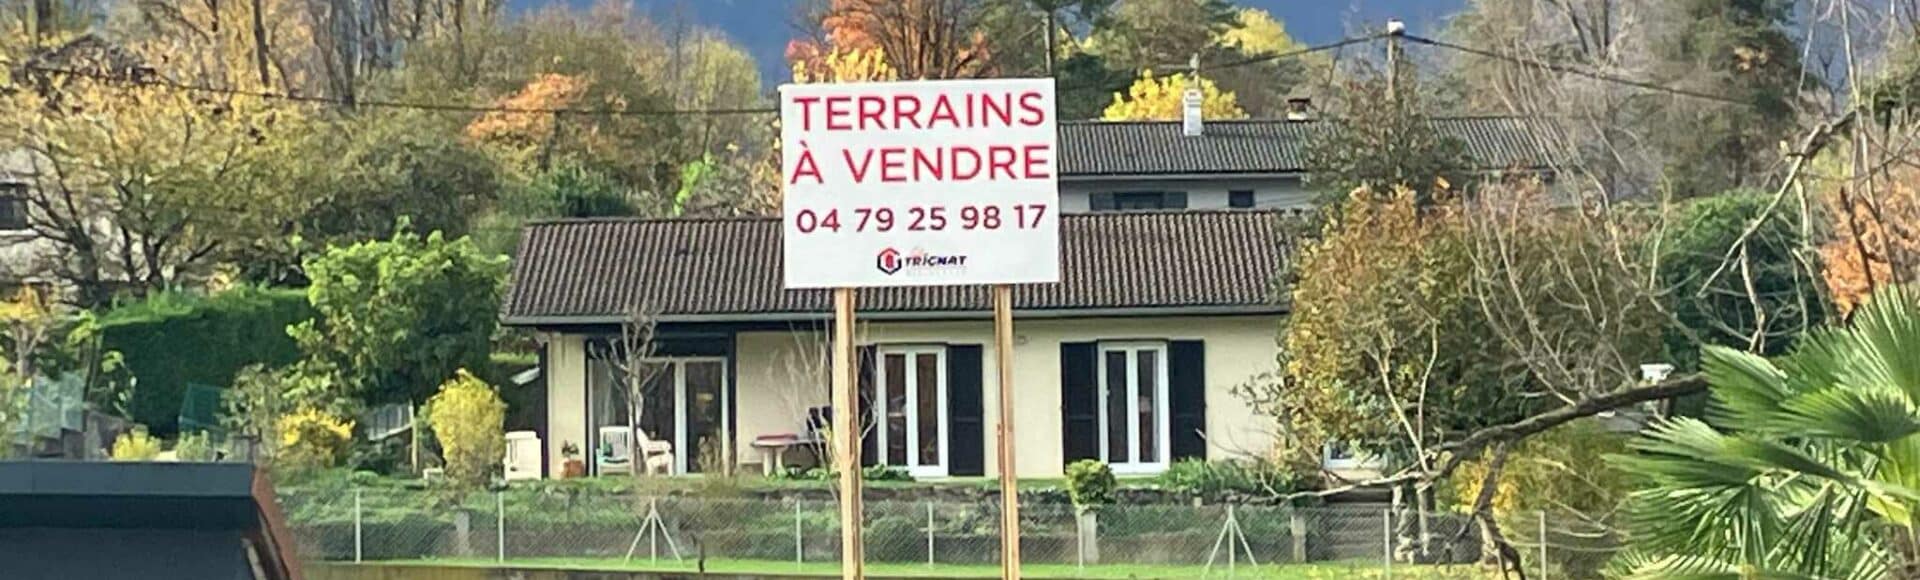 TERRAINS
À VENDRE
04 79 25 98 17
TRIGNAT